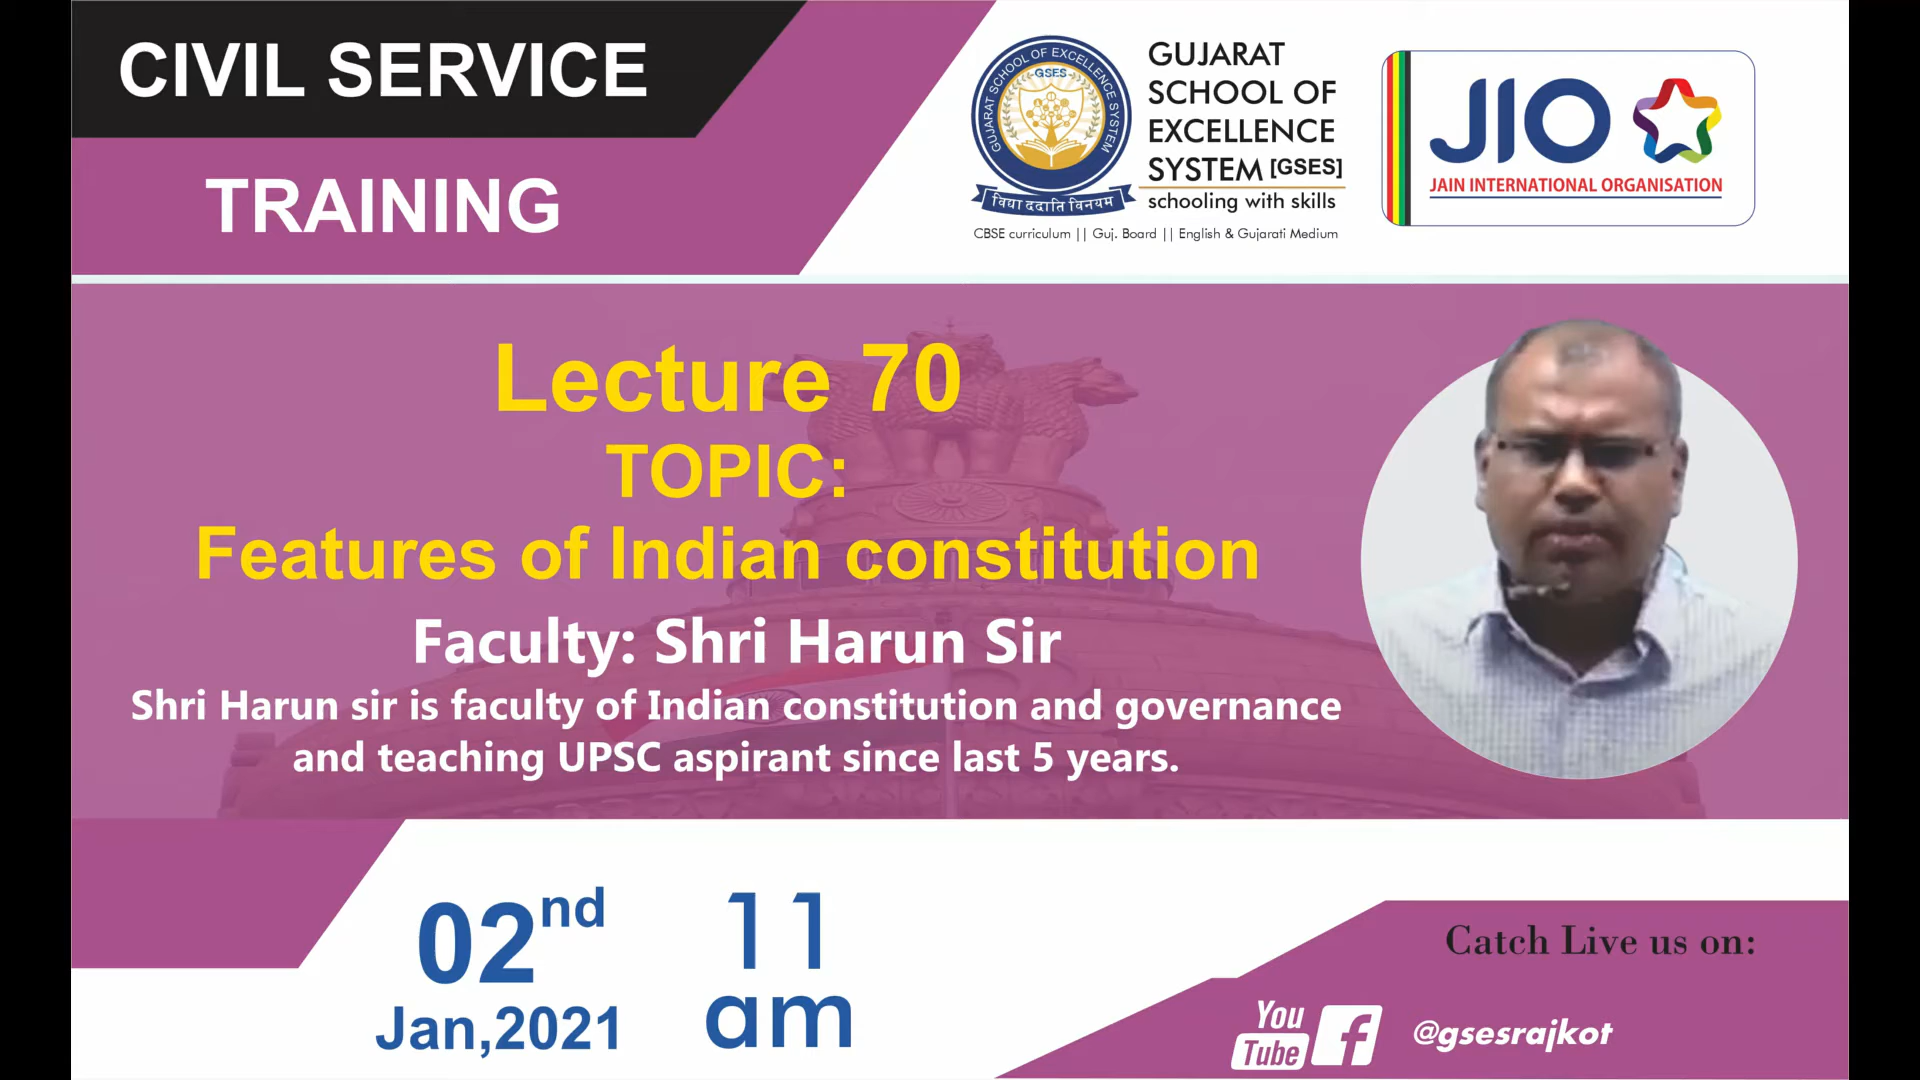 CIVIL SERVICE
TRAINING
GUJARAT SCHOOL OF EXCELLENCE SYSTEM
GSES
विद्या ददाति विनयम
GUJARAT
SCHOOL OF
EXCELLENCE
SYSTEM [GSES]
schooling with skills
CBSE curriculum || Guj. Board || English & Gujarati Medium
JIO
JAIN INTERNATIONAL ORGANISATION
Lecture 70
TOPIC:
Features of Indian constitution
Faculty: Shri Harun Sir
Shri Harun sir is faculty of Indian constitution and governance
and teaching UPSC aspirant since last 5 years.
02nd
Jan,2021
11
am
Catch Live us on:
You
Tube
f
@gsesrajkot